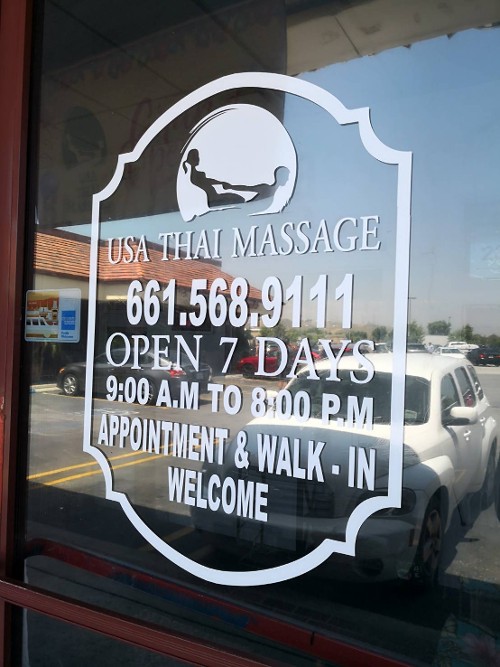 USA THAI MASSAGE
661.568.9111
OPEN 7 DAYS
9:00 A.M TO 8:00 P.M
APPOINTMENT & WALK - IN
WELCOME